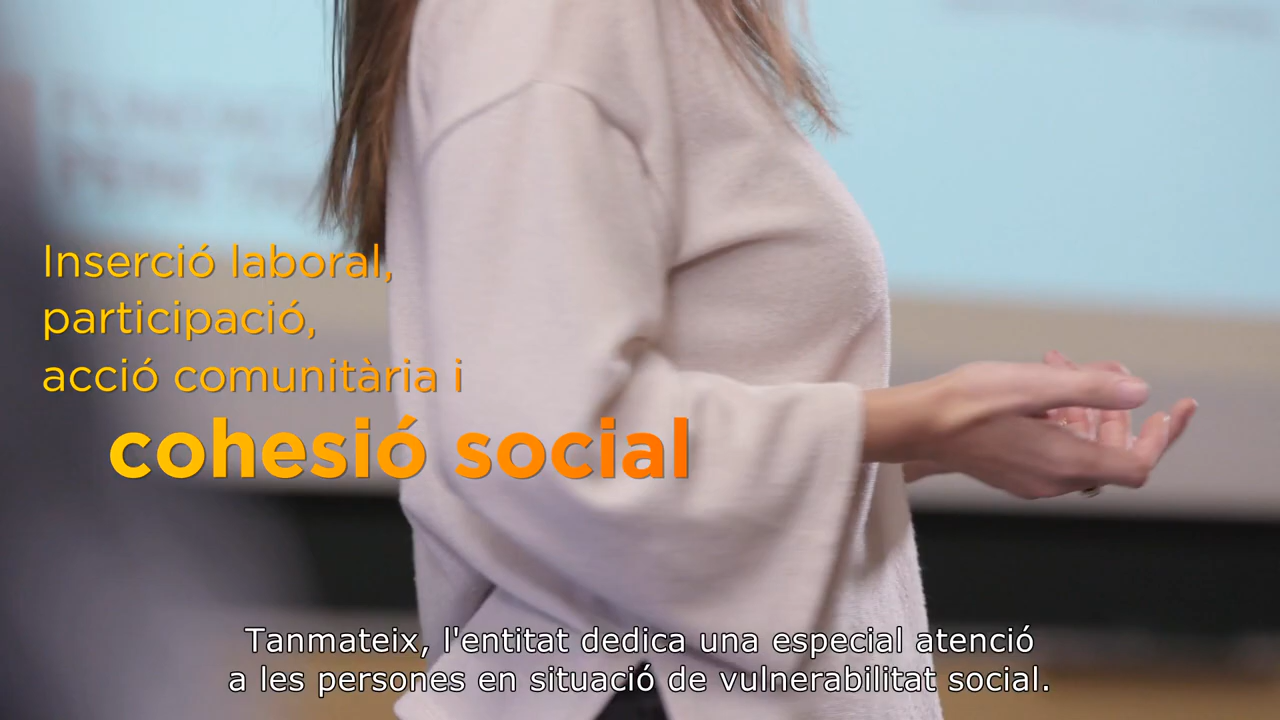 Inserció laboral,
participació,
acció comunitària i
cohesió social
Tanmateix, l'entitat dedica una especial atenció
a les persones en situació de vulnerabilitat social.